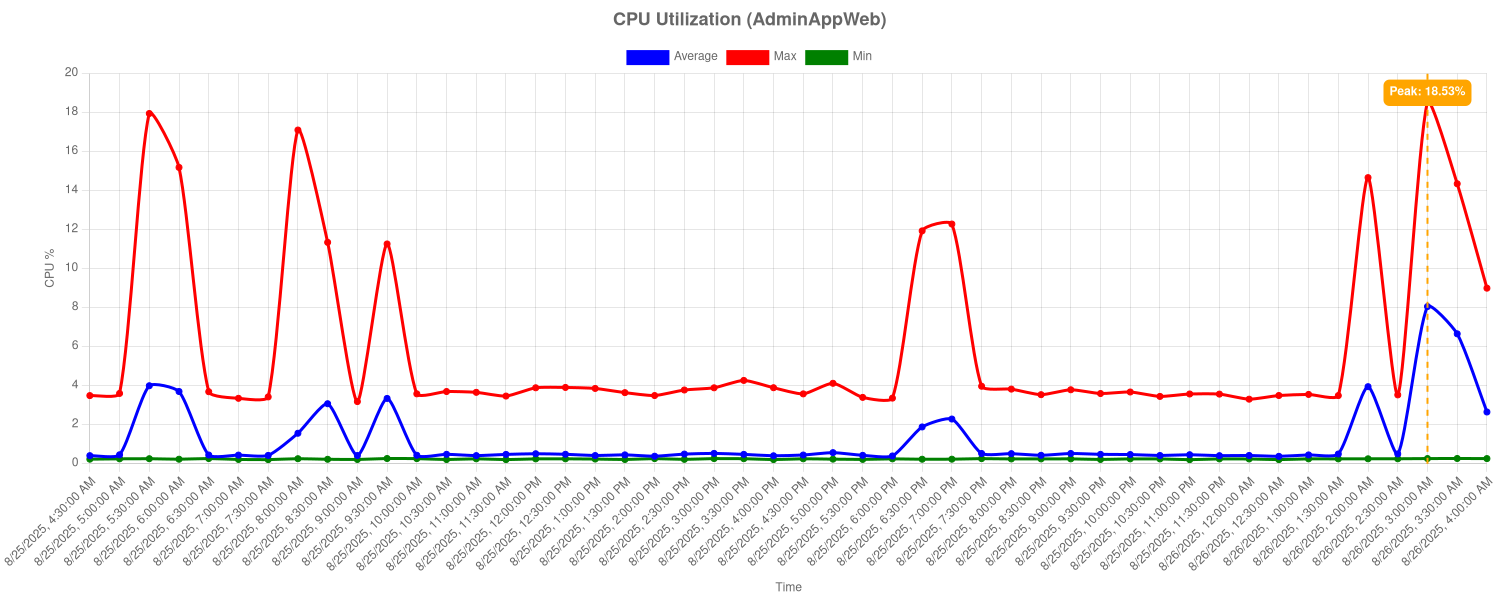 CPU Utilization (AdminAppWeb)
Average Max Min
20
Peak: 18.53%
18
16
14
12
10
8
6
4
2
0
CPU %
8/25/2025, 4:30:00 AM
8/25/2025, 5:00:00 AM
8/25/2025, 5:30:00 AM
8/25/2025, 6:00:00 AM
8/25/2025, 6:30:00 AM
8/25/2025, 7:00:00 AM
8/25/2025, 7:30:00 AM
8/25/2025, 8:00:00 AM
8/25/2025, 8:30:00 AM
8/25/2025, 9:00:00 AM
8/25/2025, 9:30:00 AM
8/25/2025, 10:00:00 AM
8/25/2025, 10:30:00 AM
8/25/2025, 11:00:00 AM
8/25/2025, 11:30:00 AM
8/25/2025, 12:00:00 PM
8/25/2025, 12:30:00 PM
8/25/2025, 1:00:00 PM
8/25/2025, 1:30:00 PM
8/25/2025, 2:00:00 PM
8/25/2025, 2:30:00 PM
8/25/2025, 3:00:00 PM
8/25/2025, 3:30:00 PM
8/25/2025, 4:00:00 PM
8/25/2025, 4:30:00 PM
8/25/2025, 5:00:00 PM
8/25/2025, 5:30:00 PM
8/25/2025, 6:00:00 PM
8/25/2025, 6:30:00 PM
8/25/2025, 7:00:00 PM
8/25/2025, 7:30:00 PM
8/25/2025, 8:00:00 PM
8/25/2025, 8:30:00 PM
8/25/2025, 9:00:00 PM
8/25/2025, 9:30:00 PM
8/25/2025, 10:00:00 PM
8/25/2025, 10:30:00 PM
8/25/2025, 11:00:00 PM
8/25/2025, 11:30:00 PM
8/26/2025, 12:00:00 AM
8/26/2025, 12:30:00 AM
8/26/2025, 1:00:00 AM
8/26/2025, 1:30:00 AM
8/26/2025, 2:00:00 AM
8/26/2025, 2:30:00 AM
8/26/2025, 3:00:00 AM
8/26/2025, 3:30:00 AM
8/26/2025, 4:00:00 AM
Time